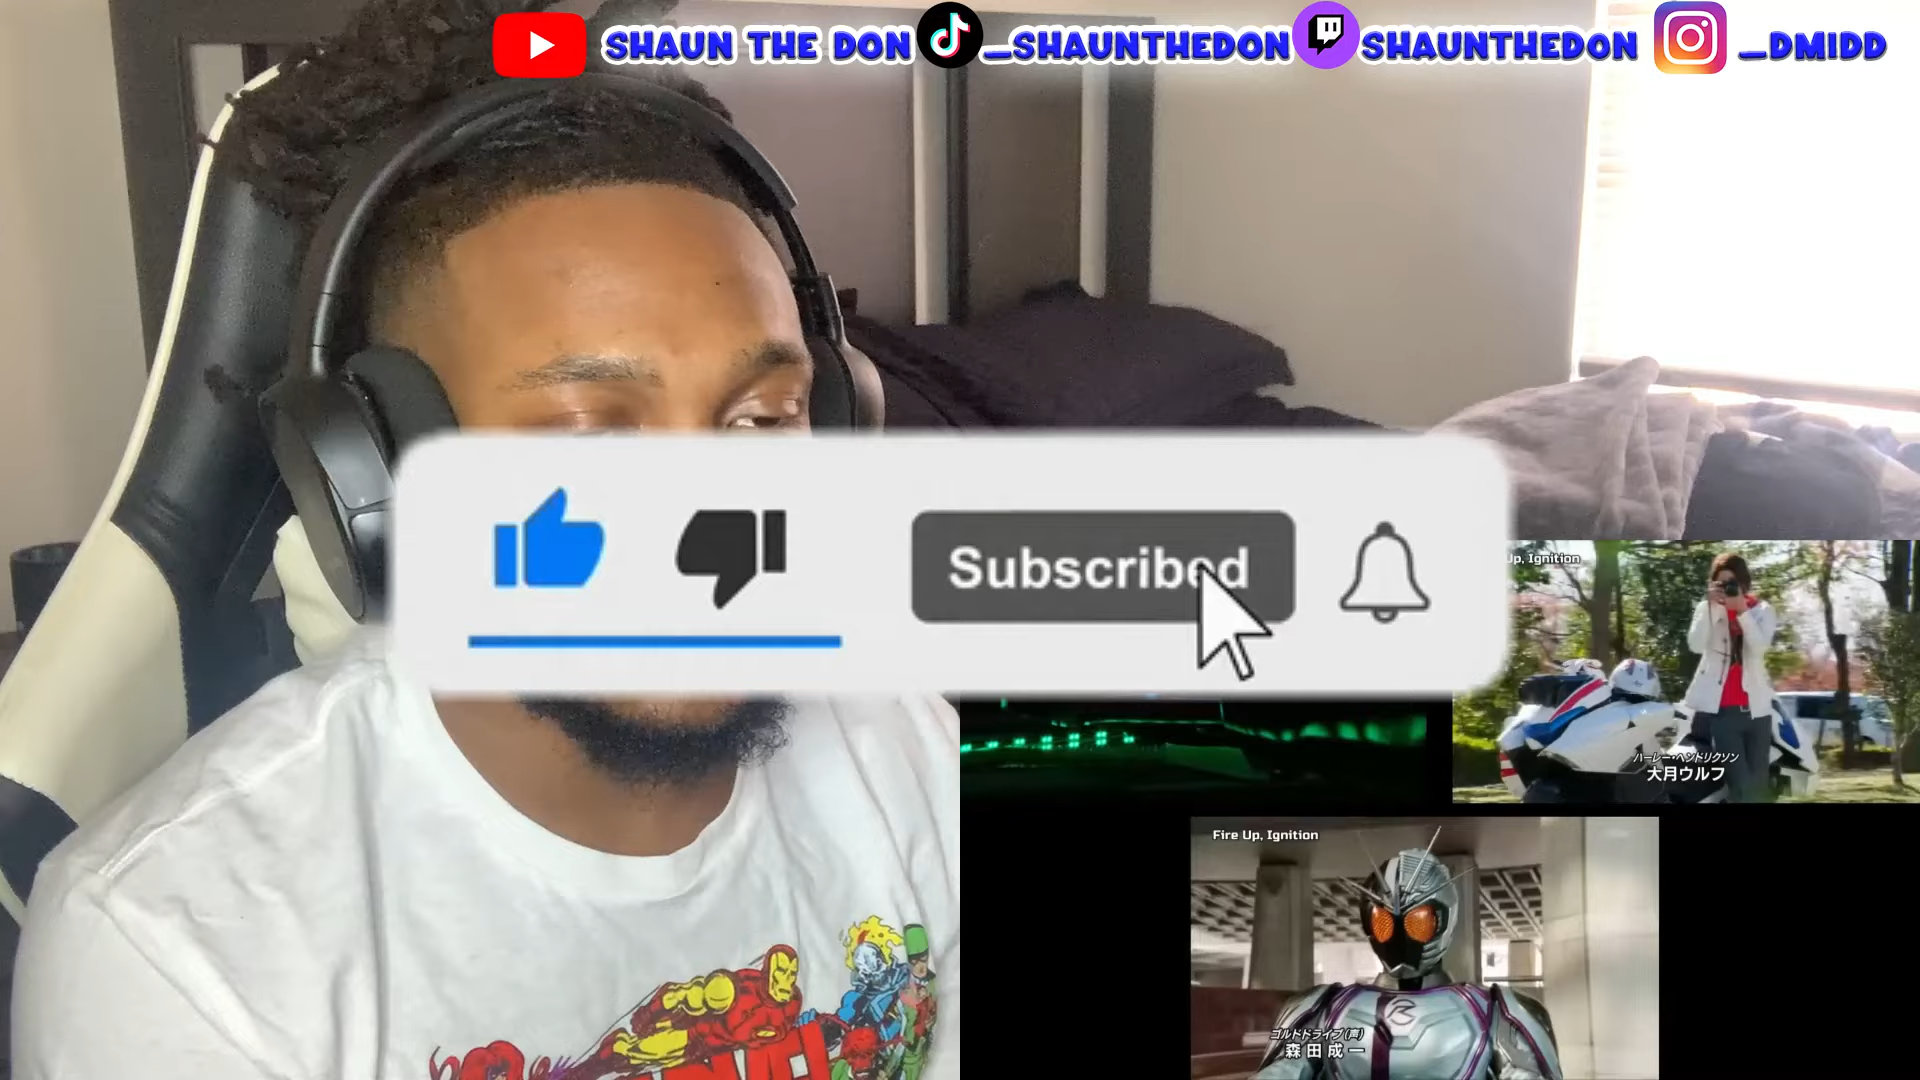 SHAUN THE DON
_SHAUNTHEDON
SHAUNTHEDON
_DMIDD
Subscribed
Up, Ignition
ハーレー・ヘンドリクソン
大月ウルフ
Fire Up, Ignition
ゴルドドライブ(声)
森田成一